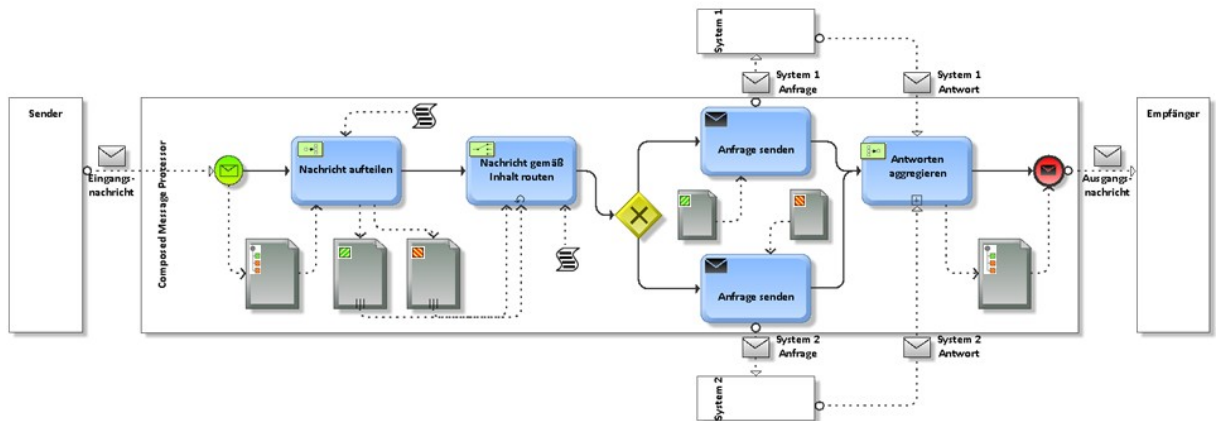 System 1
System 1
Anfrage
System 1
Antwort
Sender
Empfänger
Composed Message Processor
Eingangs-
nachricht
Nachricht aufteilen
Nachricht gemäß
Inhalt routen
Anfrage senden
Antworten
aggregieren
Ausgangs-
nachricht
Anfrage senden
System 2
Anfrage
System 2
Antwort
System 2